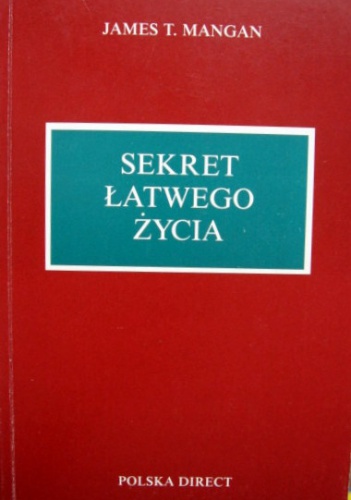 JAMES T. MANGAN
SEKRET
ŁATWEGO
ŻYCIA
POLSKA DIRECT